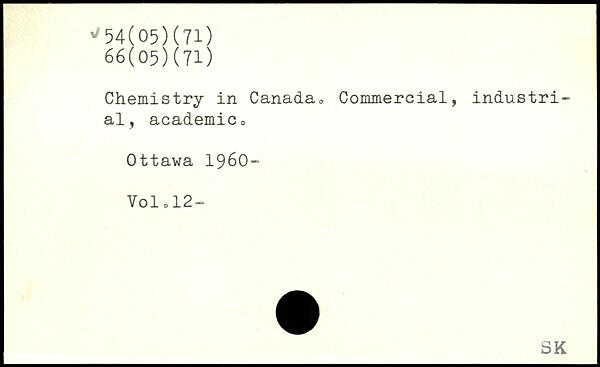 ✓54(05)(71)
66(05)(71)
Chemistry in Canada. Commercial, industri-
al, academic.
Ottawa 1960-
Vol.12-
SK